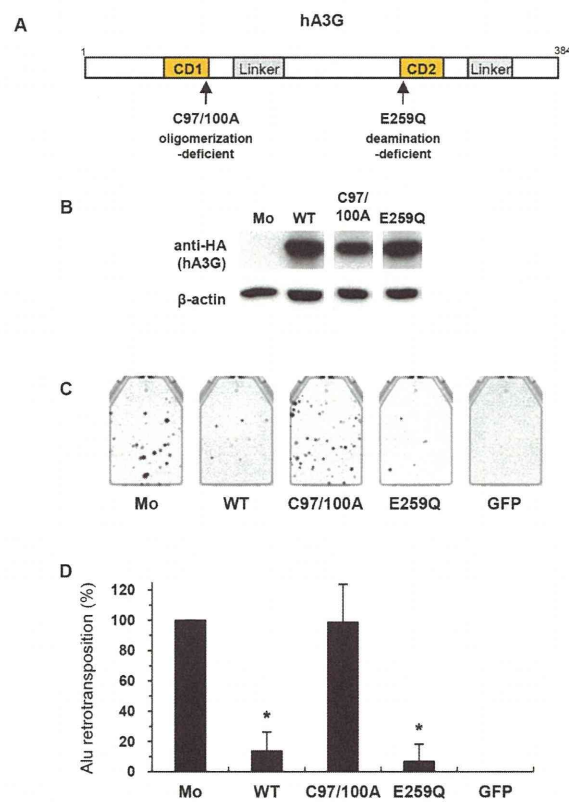 A
hA3G
1
384
CD1
Linker
CD2
Linker
C97/100A
oligomerization
-deficient
E259Q
deamination
-deficient
B
Mo WT C97/
100A E259Q
anti-HA
(hA3G)
β-actin
C
Mo WT C97/100A E259Q GFP
D
Alu retrotransposition (%)
120
100
80
60
40
20
0
*
*
Mo WT C97/100A E259Q GFP